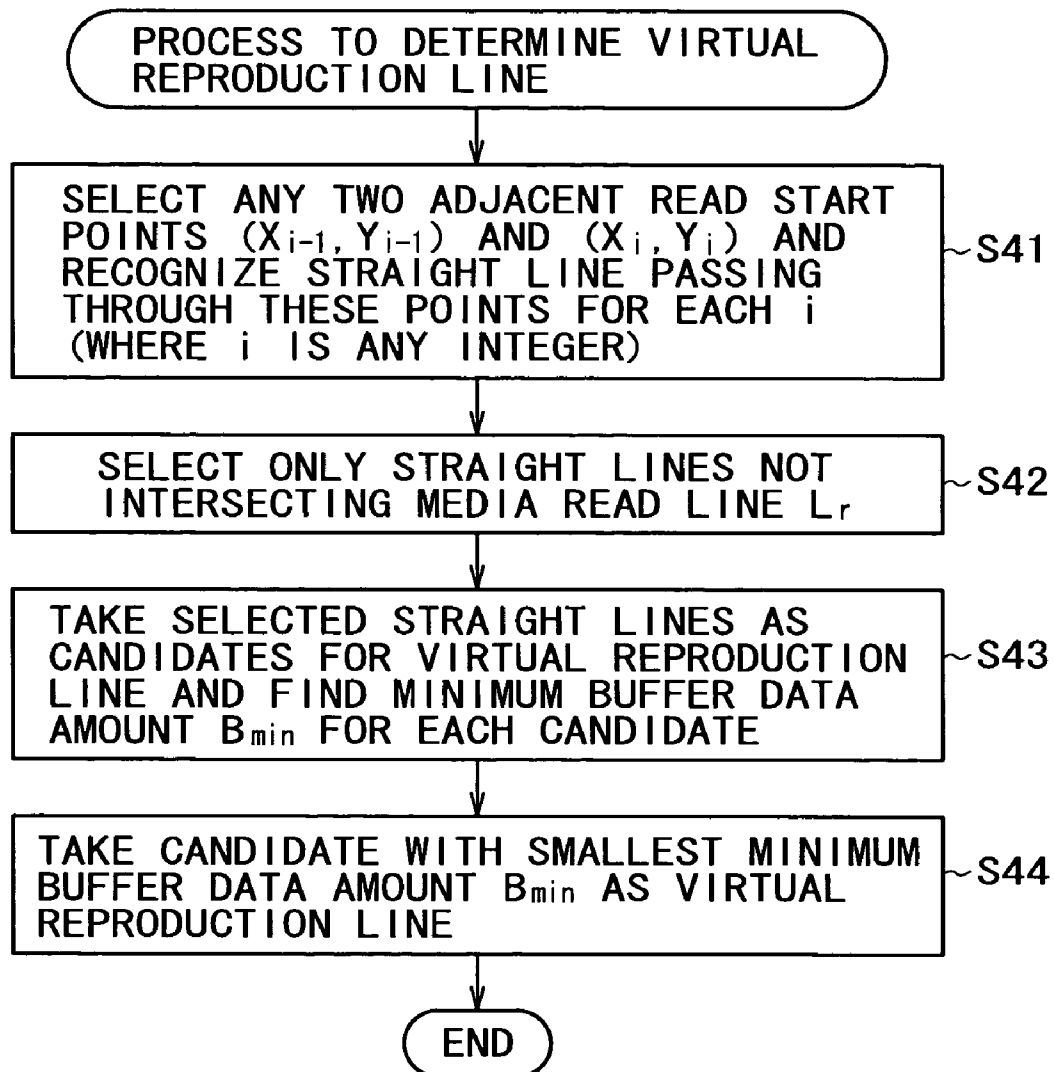 PROCESS TO DETERMINE VIRTUAL
REPRODUCTION LINE
SELECT ANY TWO ADJACENT READ START
POINTS (Xi-1, Yi-1) AND (Xi, Yi) AND
RECOGNIZE STRAIGHT LINE PASSING
THROUGH THESE POINTS FOR EACH i
(WHERE i IS ANY INTEGER)
~S41
SELECT ONLY STRAIGHT LINES NOT
INTERSECTING MEDIA READ LINE Lr
~S42
TAKE SELECTED STRAIGHT LINES AS
CANDIDATES FOR VIRTUAL REPRODUCTION
LINE AND FIND MINIMUM BUFFER DATA
AMOUNT Bmin FOR EACH CANDIDATE
~S43
TAKE CANDIDATE WITH SMALLEST MINIMUM
BUFFER DATA AMOUNT Bmin AS VIRTUAL
REPRODUCTION LINE
~S44
END